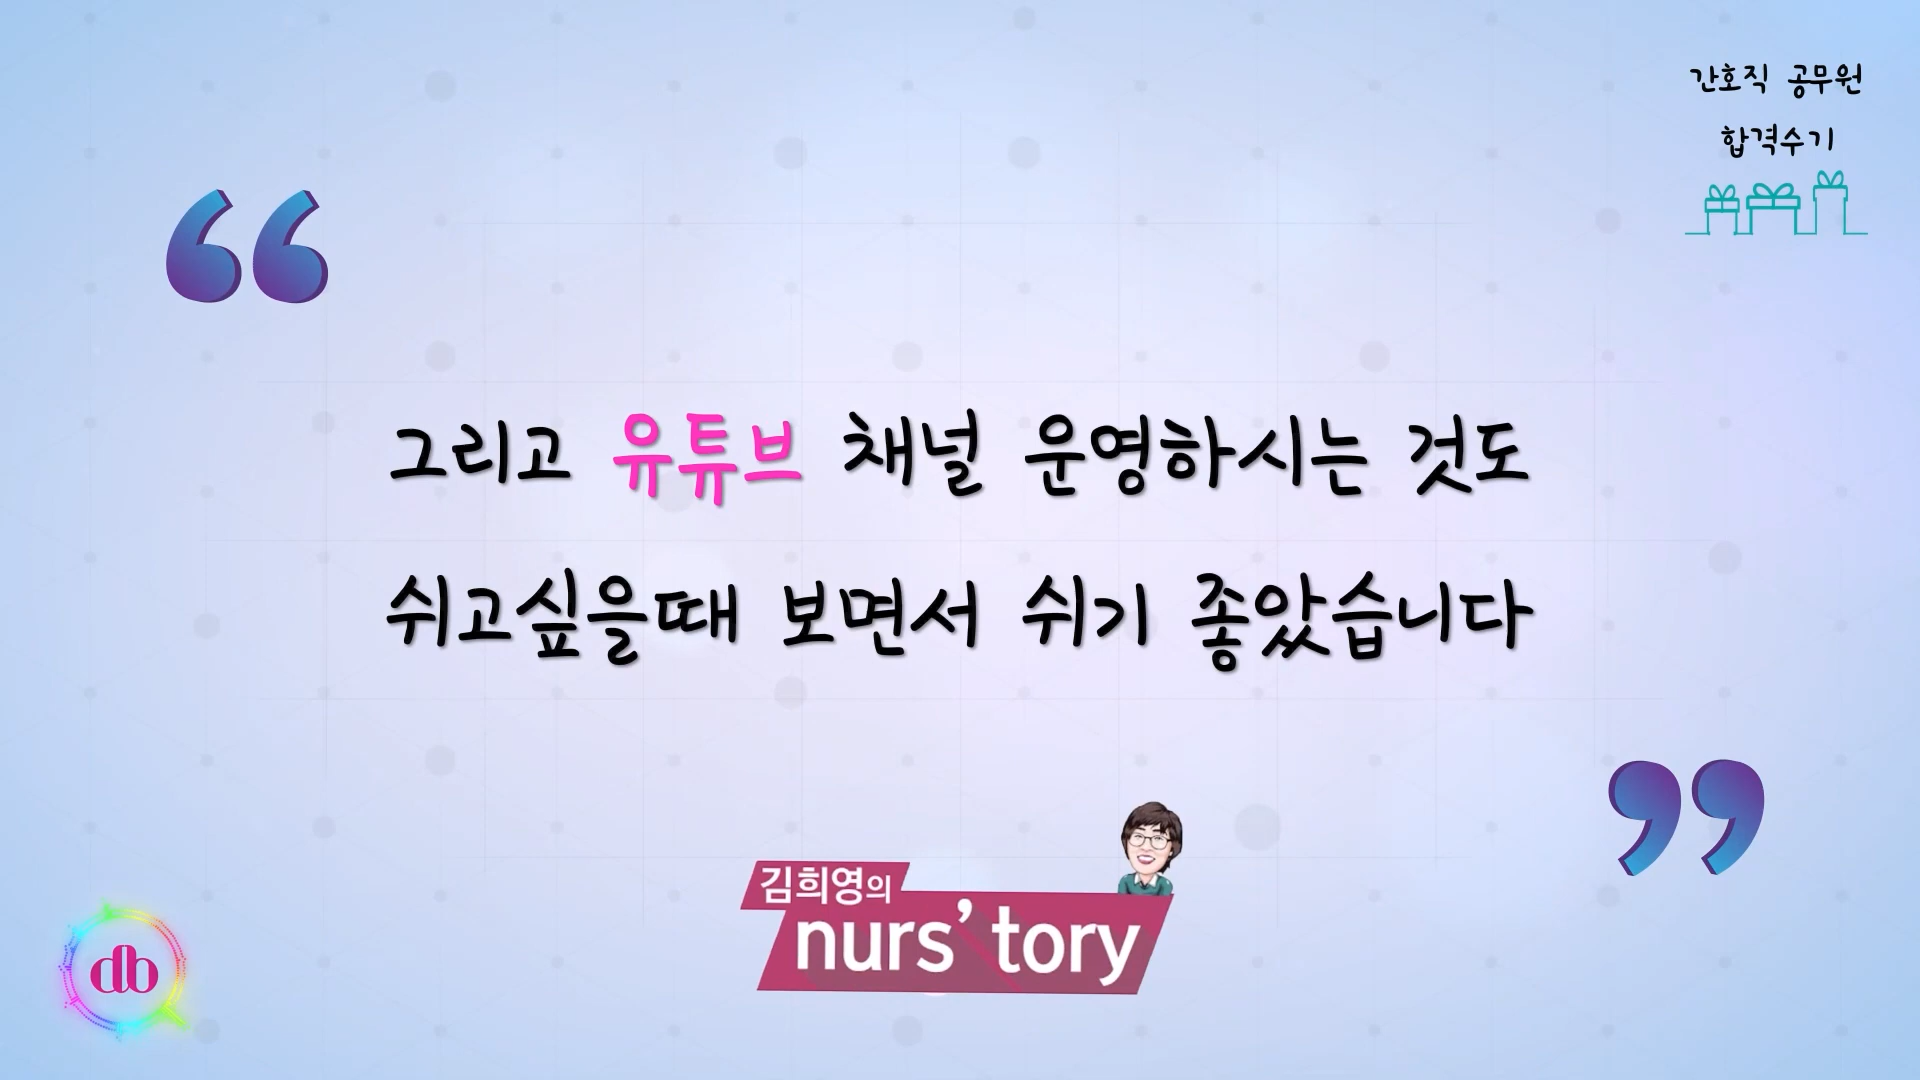 간호직 공무원
합격수기
그리고 유튜브 채널 운영하시는 것도
쉬고싶을때 보면서 쉬기 좋았습니다
김희영의
nurs’tory
db